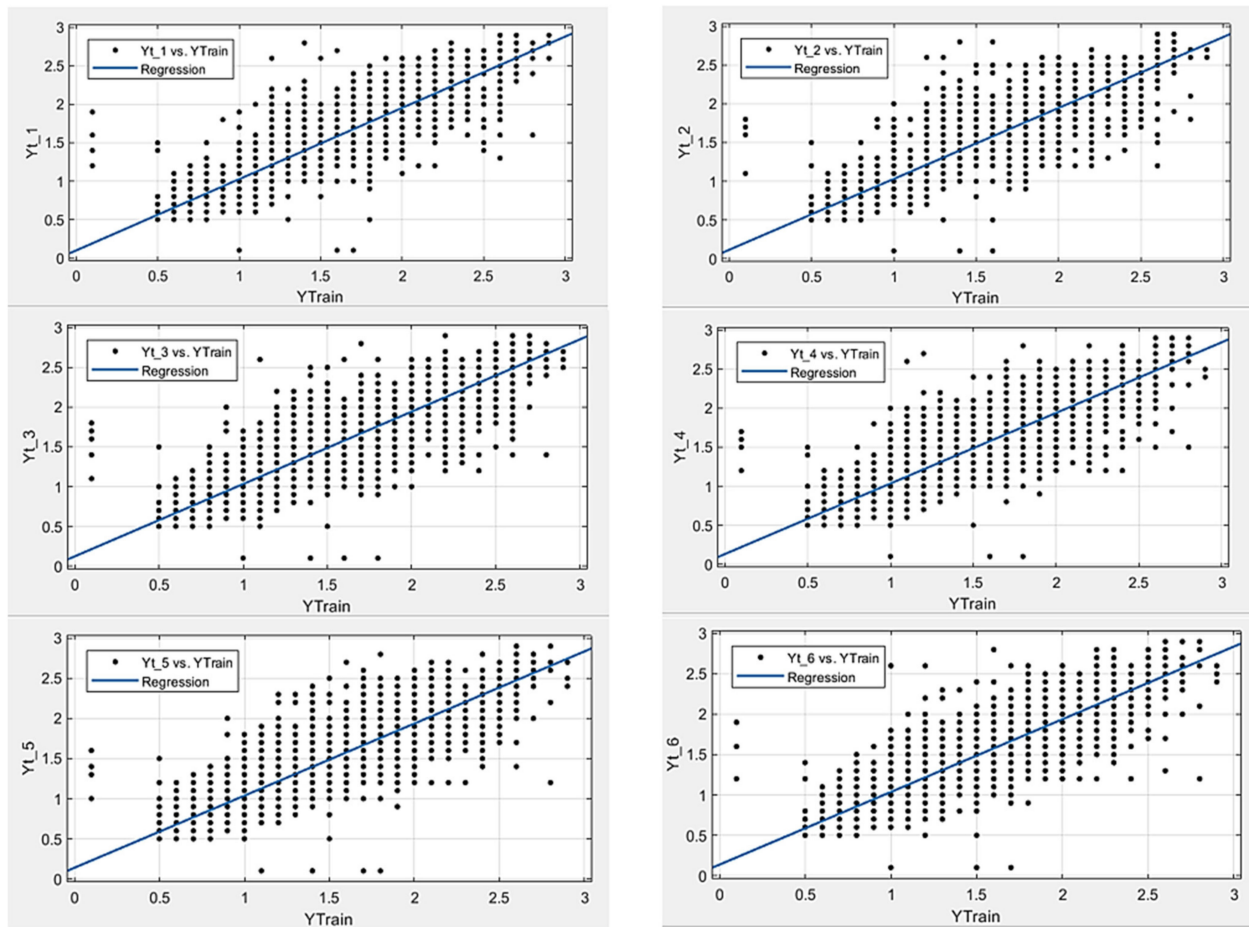 Yt_1 vs. YTrain
Regression
Yt_1
3
2.5
2
1.5
1
0.5
0
0 0.5 1 1.5 2 2.5 3
YTrain
Yt_2 vs. YTrain
Regression
Yt_2
3
2.5
2
1.5
1
0.5
0
0 0.5 1 1.5 2 2.5 3
YTrain
Yt_3 vs. YTrain
Regression
Yt_3
3
2.5
2
1.5
1
0.5
0
0 0.5 1 1.5 2 2.5 3
YTrain
Yt_4 vs. YTrain
Regression
Yt_4
3
2.5
2
1.5
1
0.5
0
0 0.5 1 1.5 2 2.5 3
YTrain
Yt_5 vs. YTrain
Regression
Yt_5
3
2.5
2
1.5
1
0.5
0
0 0.5 1 1.5 2 2.5 3
YTrain
Yt_6 vs. YTrain
Regression
Yt_6
3
2.5
2
1.5
1
0.5
0
0 0.5 1 1.5 2 2.5 3
YTrain